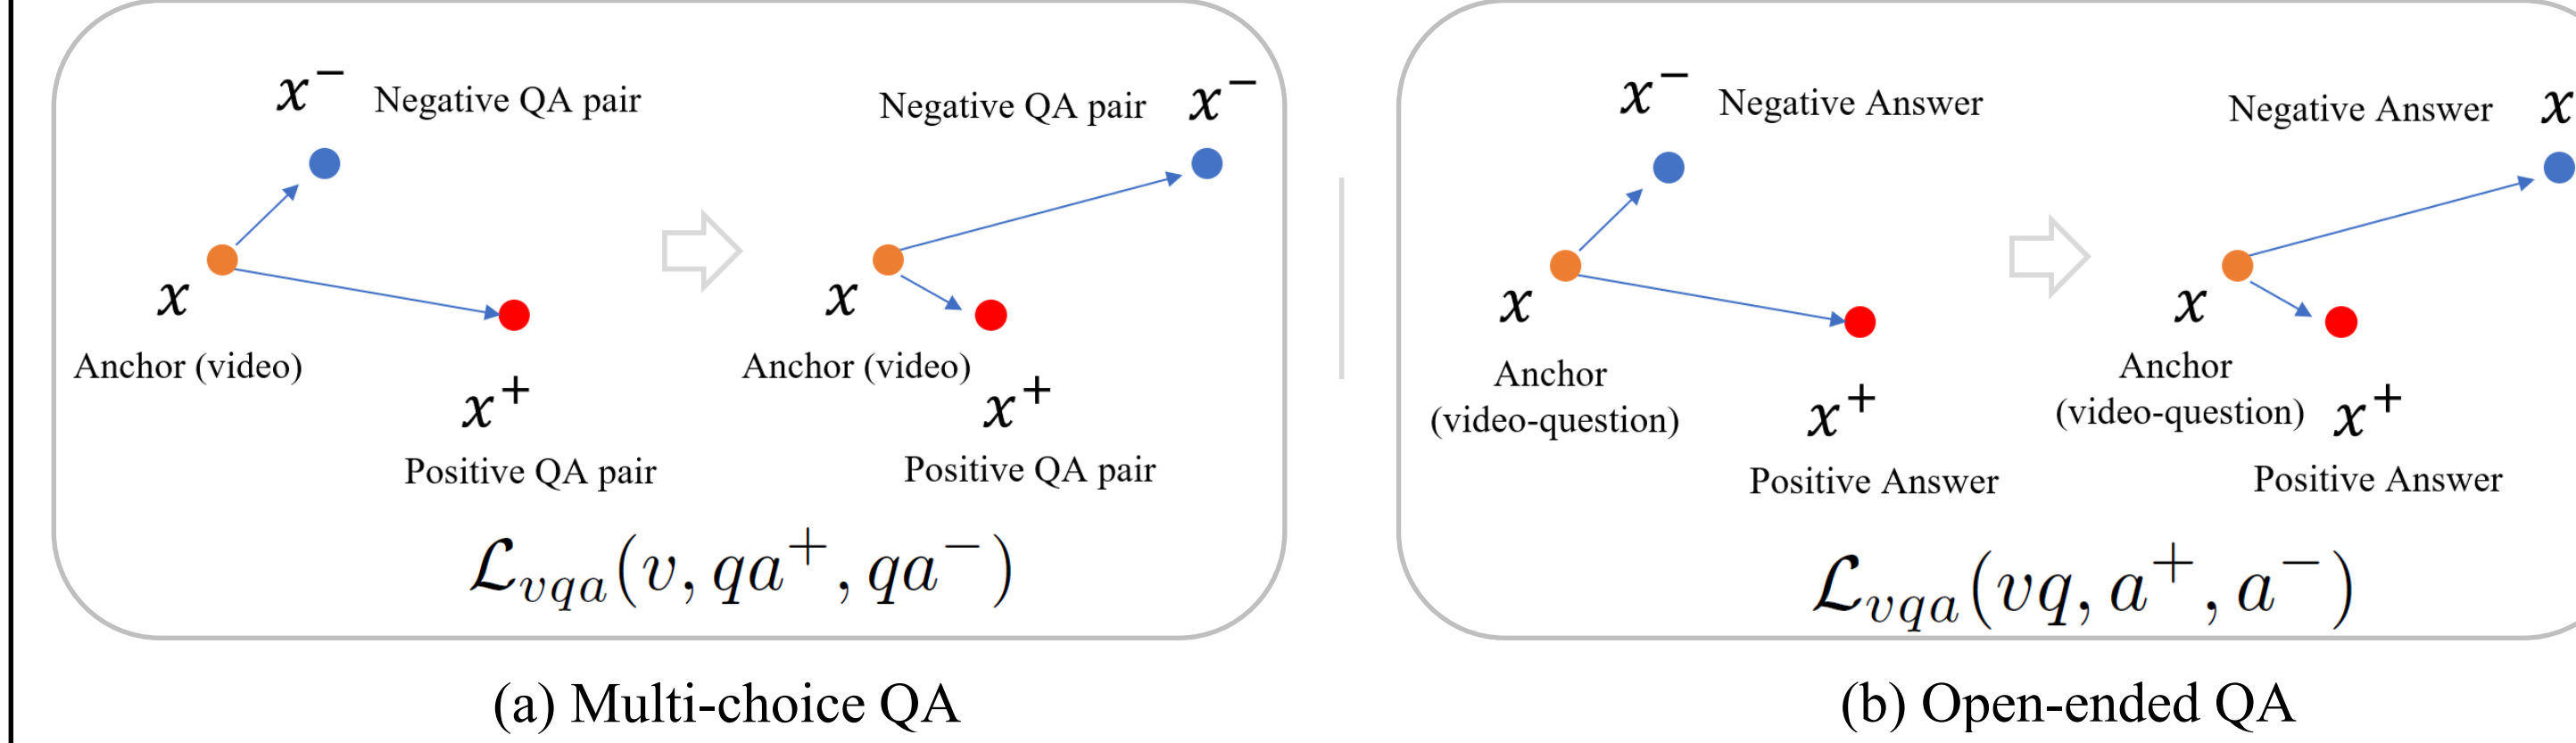 x⁻ Negative QA pair
Negative QA pair x⁻
x
Anchor (video)
x⁺
Positive QA pair
x
Anchor (video)
x⁺
Positive QA pair
ℒ_vqa(v, qa⁺, qa⁻)
(a) Multi-choice QA
x⁻ Negative Answer
Negative Answer x
x
Anchor
(video-question)
x⁺
Positive Answer
x
Anchor
(video-question)
x⁺
Positive Answer
ℒ_vqa(vq, a⁺, a⁻)
(b) Open-ended QA